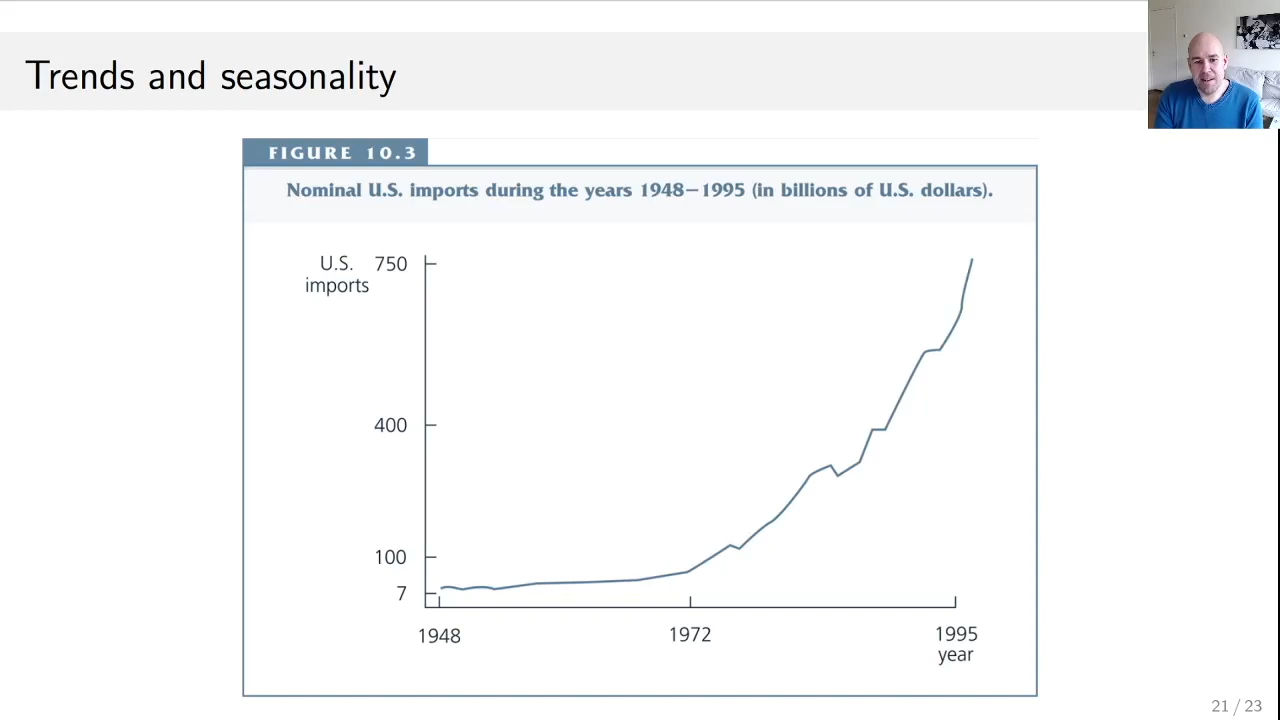 Trends and seasonality
FIGURE 10.3
Nominal U.S. imports during the years 1948–1995 (in billions of U.S. dollars).
U.S. 750
imports
400
100
7
1948 1972 1995
year
21 / 23